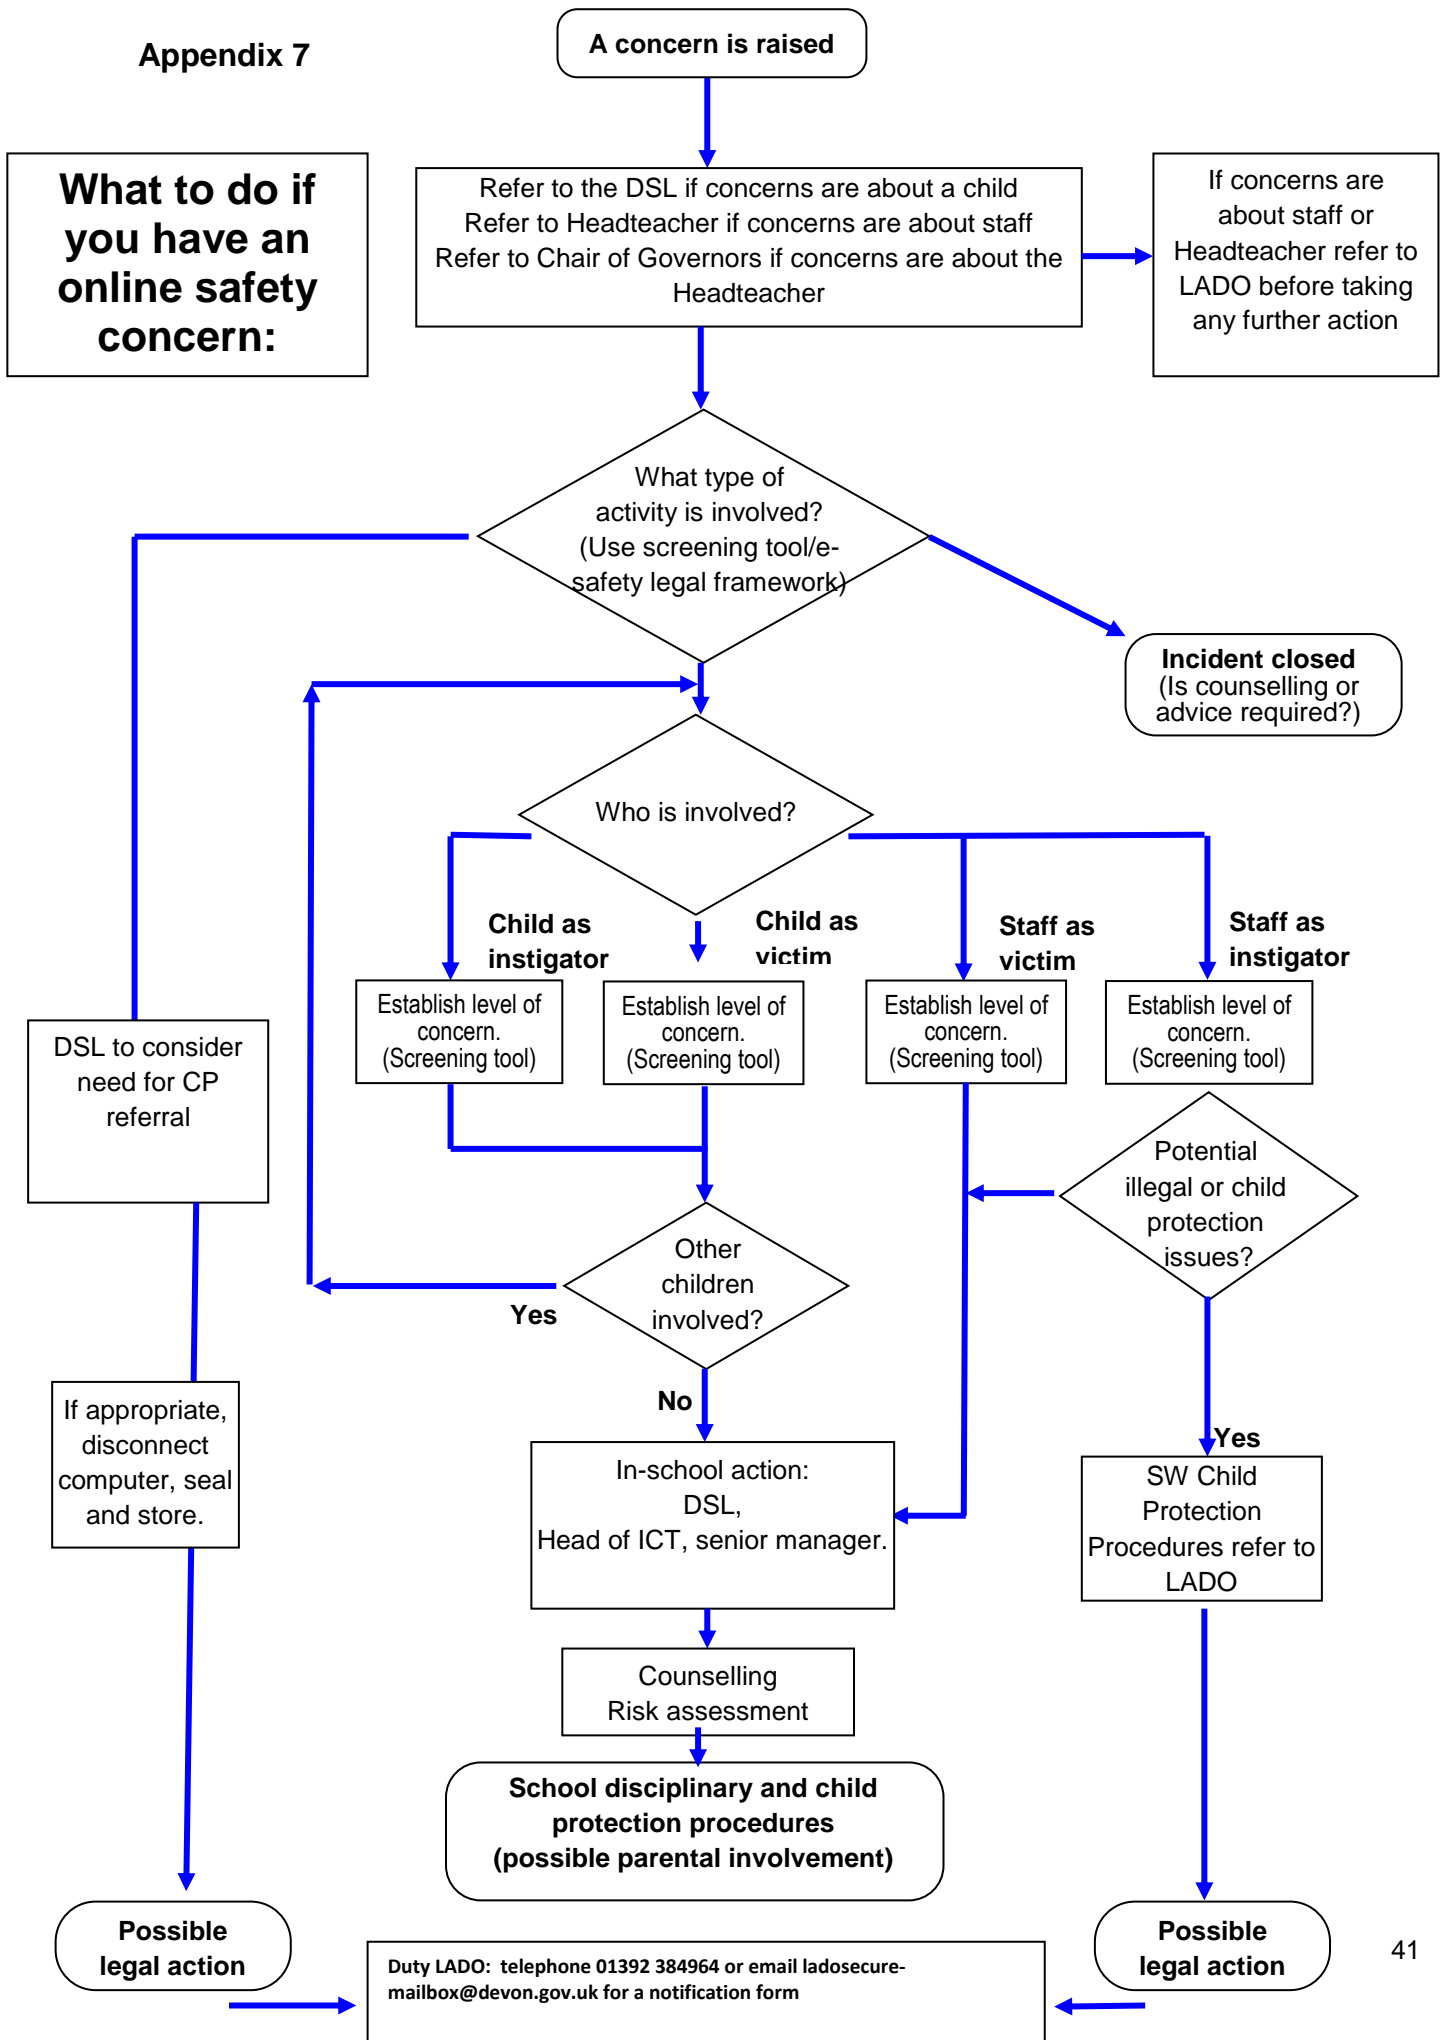 Appendix 7
A concern is raised
What to do if
you have an
online safety
concern:
Refer to the DSL if concerns are about a child
Refer to Headteacher if concerns are about staff
Refer to Chair of Governors if concerns are about the
Headteacher
If concerns are
about staff or
Headteacher refer to
LADO before taking
any further action
What type of
activity is involved?
(Use screening tool/e-
safety legal framework)
Incident closed
(Is counselling or
advice required?)
Who is involved?
Child as
instigator
Child as
victim
Staff as
victim
Staff as
instigator
Establish level of
concern.
(Screening tool)
Establish level of
concern.
(Screening tool)
Establish level of
concern.
(Screening tool)
Establish level of
concern.
(Screening tool)
DSL to consider
need for CP
referral
Potential
illegal or child
protection
issues?
Other
children
involved?
Yes
No
If appropriate,
disconnect
computer, seal
and store.
In-school action:
DSL,
Head of ICT, senior manager.
Yes
SW Child
Protection
Procedures refer to
LADO
Counselling
Risk assessment
School disciplinary and child
protection procedures
(possible parental involvement)
Possible
legal action
Possible
legal action
Duty LADO: telephone 01392 384964 or email ladosecure-
mailbox@devon.gov.uk for a notification form
41